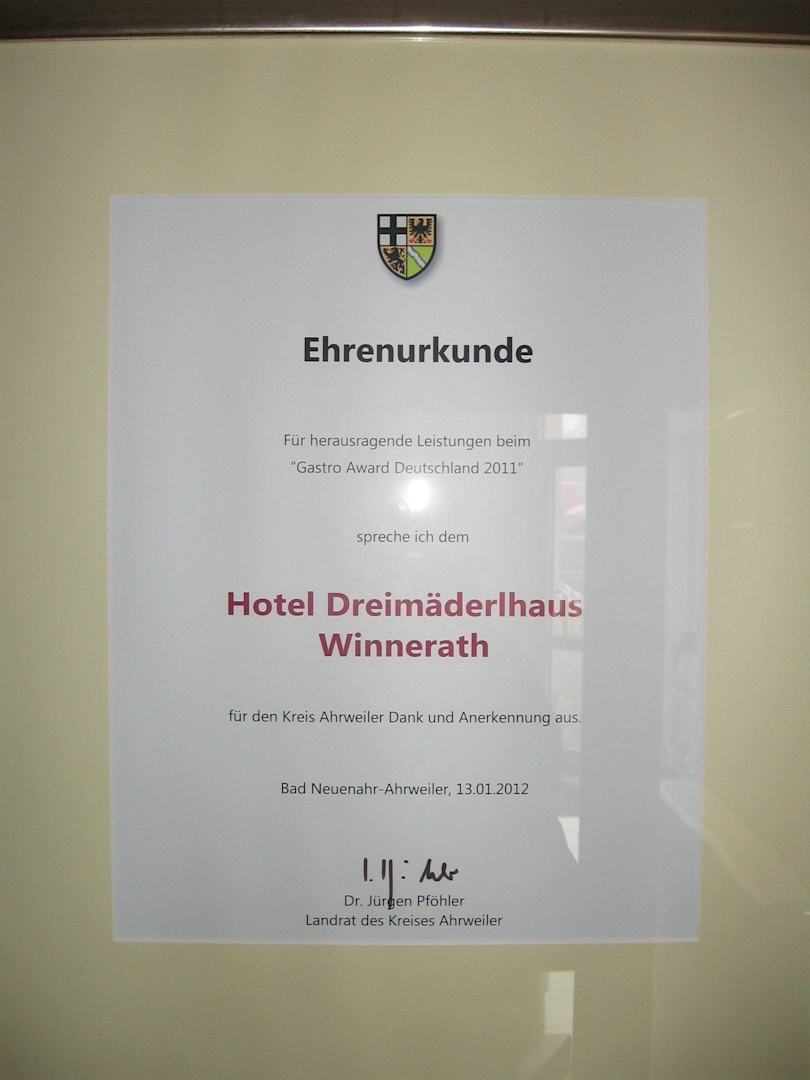 Ehrenurkunde
Für herausragende Leistungen beim
"Gastro Award Deutschland 2011"
spreche ich dem
Hotel Dreimäderlhaus
Winnerath
für den Kreis Ahrweiler Dank und Anerkennung aus.
Bad Neuenahr-Ahrweiler, 13.01.2012
Dr. Jürgen Pföhler
Landrat des Kreises Ahrweiler